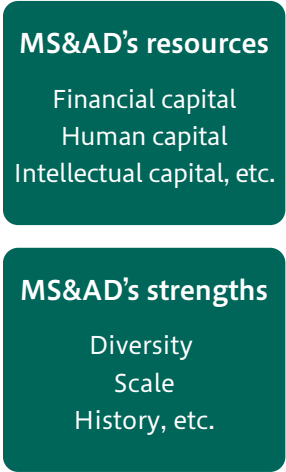 MS&AD’s resources
Financial capital
Human capital
Intellectual capital, etc.
MS&AD’s strengths
Diversity
Scale
History, etc.